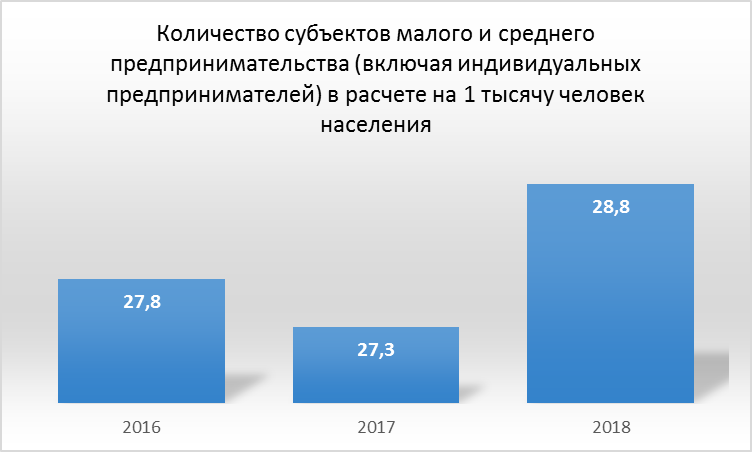 Количество субъектов малого и среднего
предпринимательства (включая индивидуальных
предпринимателей) в расчете на 1 тысячу человек
населения
28,8
27,8
27,3
2016
2017
2018